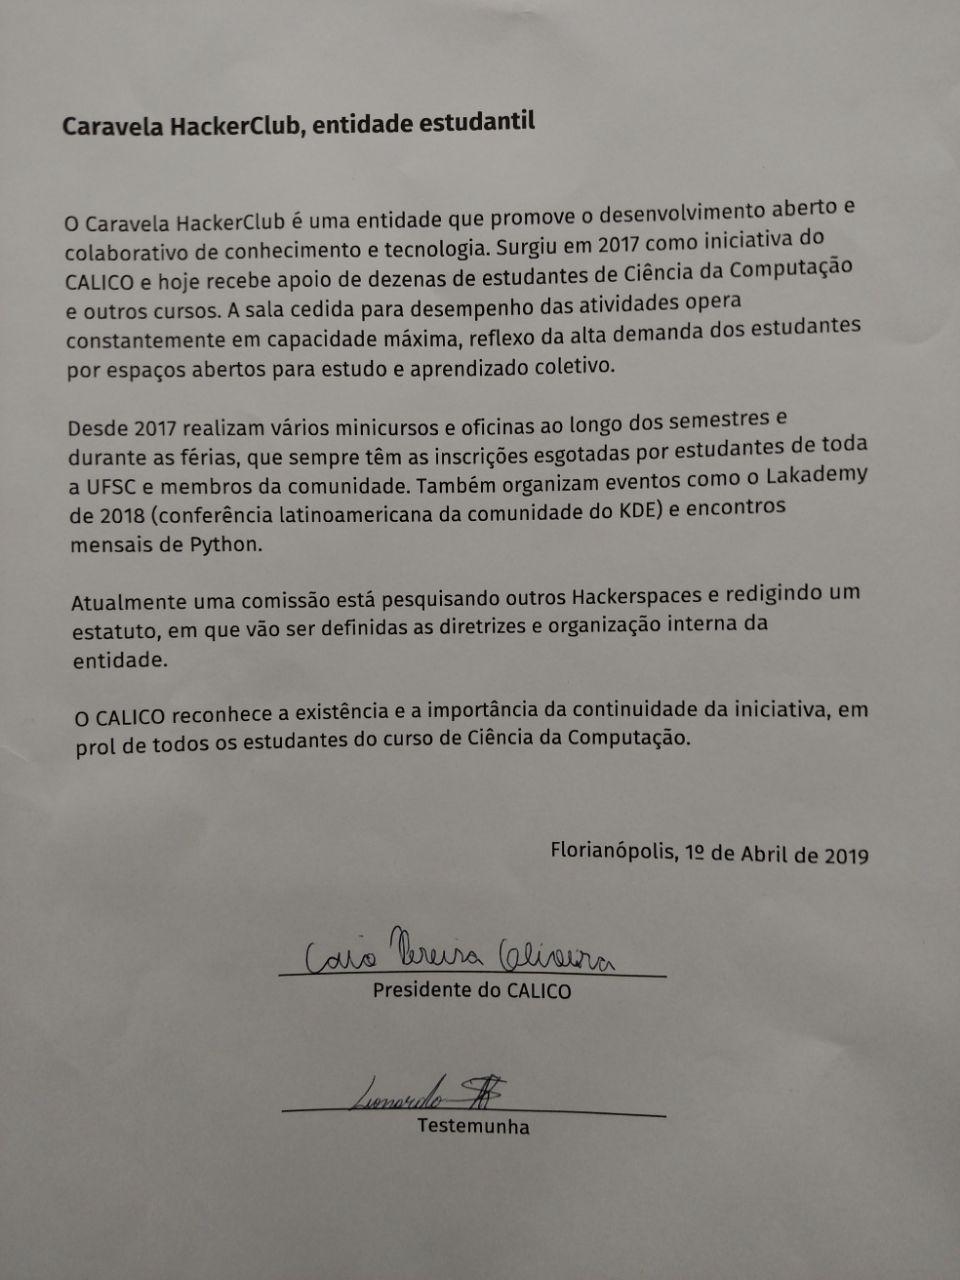 Caravela HackerClub, entidade estudantil
O Caravela HackerClub é uma entidade que promove o desenvolvimento aberto e
colaborativo de conhecimento e tecnologia. Surgiu em 2017 como iniciativa do
CALICO e hoje recebe apoio de dezenas de estudantes de Ciência da Computação
e outros cursos. A sala cedida para desempenho das atividades opera
constantemente em capacidade máxima, reflexo da alta demanda dos estudantes
por espaços abertos para estudo e aprendizado coletivo.
Desde 2017 realizam vários minicursos e oficinas ao longo dos semestres e
durante as férias, que sempre têm as inscrições esgotadas por estudantes de toda
a UFSC e membros da comunidade. Também organizam eventos como o Lakademy
de 2018 (conferência latinoamericana da comunidade do KDE) e encontros
mensais de Python.
Atualmente uma comissão está pesquisando outros Hackerspaces e redigindo um
estatuto, em que vão ser definidas as diretrizes e organização interna da
entidade.
O CALICO reconhece a existência e a importância da continuidade da iniciativa, em
prol de todos os estudantes do curso de Ciência da Computação.
Florianópolis, 1º de Abril de 2019
Caio Pereira Oliveira
Presidente do CALICO
Leonardo
Testemunha